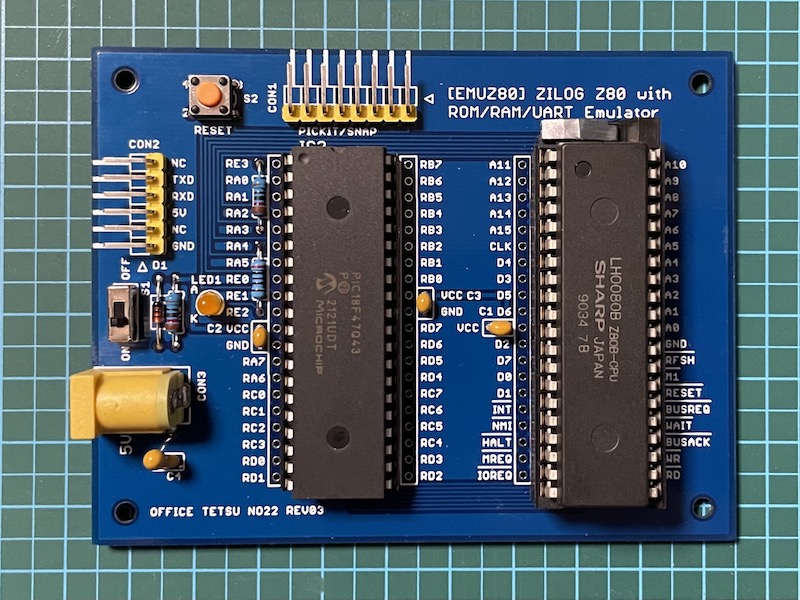 [EMUZ80] ZILOG Z80 with
ROM/RAM/UART Emulator
CON1
S2
RESET
PICKIT/SNAP
CON2
NC
TXD
RXD
5V
NC
GND
D1
OFF
S1
ON
LED1
A
K
C2 VCC
GND
CON3
5V
C4
RE3
RA0
RA1
RA2
RA3
RA4
RA5
RE0
RE1
RE2
RA7
RA6
RC0
RC1
RC2
RC3
RD0
RD1
PIC18F47Q43
2121UDT
MICROCHIP
RB7
RB6
RB5
RB4
RB3
RB2
RB1
RB0
VCC C3
GND
RD7
RD6
RD5
RD4
RC7
RC6
RC5
RC4
RD3
RD2
A11
A12
A13
A14
A15
CLK
D4
D3
D5
C1 D6
VCC
D2
D7
D0
D1
INT
NMI
HALT
MREQ
IOREQ
LH0080B Z80B-CPU
SHARP JAPAN
9034 7B
A10
A9
A8
A7
A6
A5
A4
A3
A2
A1
A0
GND
RFSH
M1
RESET
BUSREQ
WAIT
BUSACK
WR
RD
OFFICE TETSU NO22 REV03